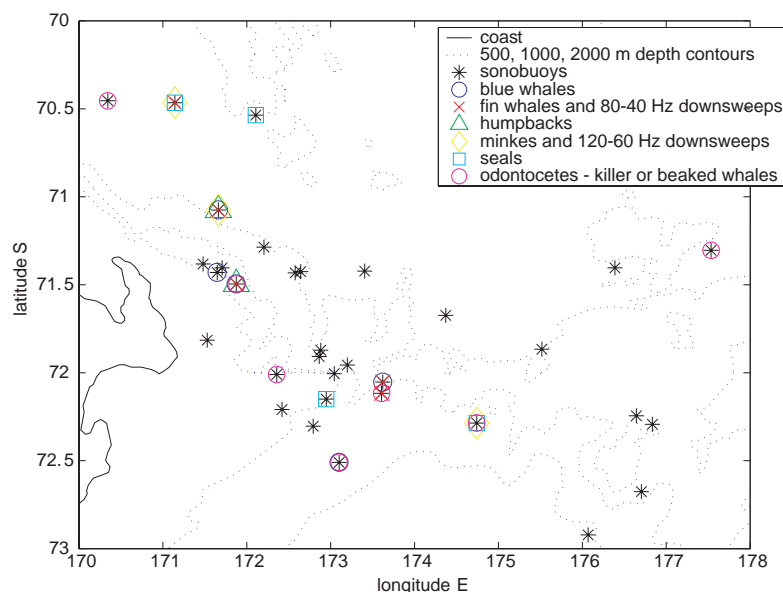 70
70.5
71
71.5
72
72.5
73
latitude S
170
171
172
173
174
175
176
177
178
longitude E
coast
500, 1000, 2000 m depth contours
sonobuoys
blue whales
fin whales and 80-40 Hz downsweeps
humpbacks
minkes and 120-60 Hz downsweeps
seals
odontocetes - killer or beaked whales